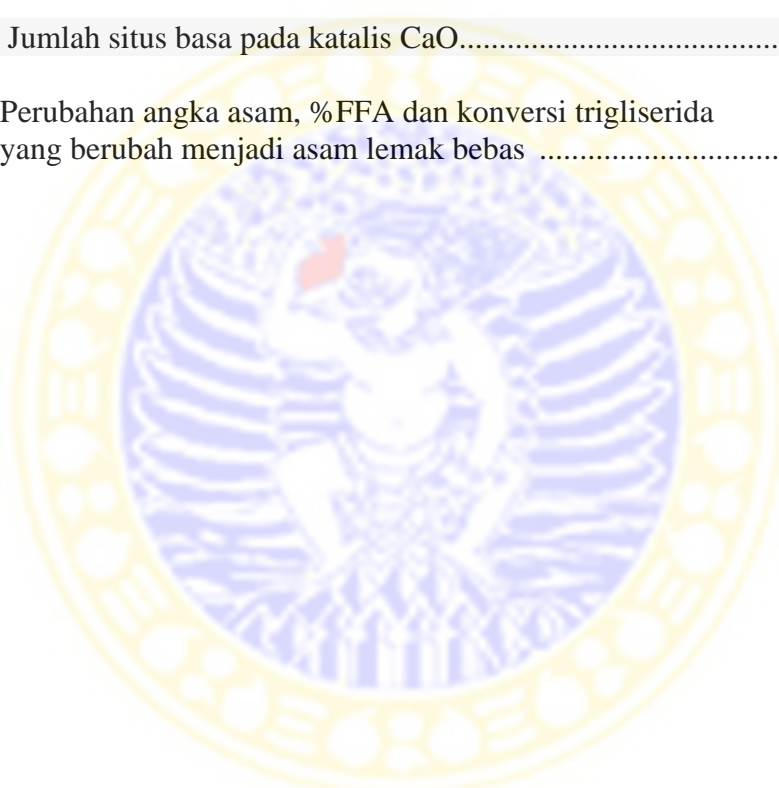 Jumlah situs basa pada katalis CaO........................................
Perubahan angka asam, %FFA dan konversi trigliserida
yang berubah menjadi asam lemak bebas ..............................